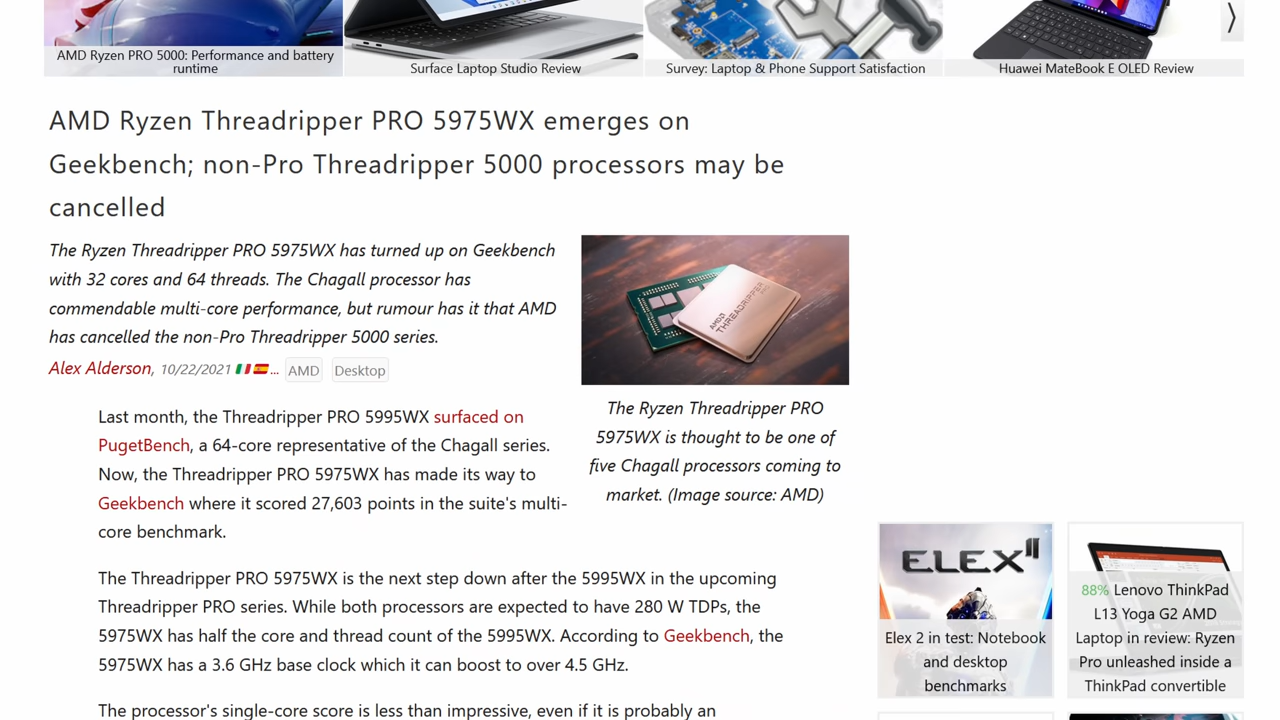 AMD Ryzen PRO 5000: Performance and battery
runtime
Surface Laptop Studio Review
Survey: Laptop & Phone Support Satisfaction
Huawei MateBook E OLED Review
AMD Ryzen Threadripper PRO 5975WX emerges on
Geekbench; non-Pro Threadripper 5000 processors may be
cancelled
The Ryzen Threadripper PRO 5975WX has turned up on Geekbench
with 32 cores and 64 threads. The Chagall processor has
commendable multi-core performance, but rumour has it that AMD
has cancelled the non-Pro Threadripper 5000 series.
Alex Alderson, 10/22/2021 ... AMD Desktop
AMD
THREADRIPPER
PRO
The Ryzen Threadripper PRO
5975WX is thought to be one of
five Chagall processors coming to
market. (Image source: AMD)
Last month, the Threadripper PRO 5995WX surfaced on
PugetBench, a 64-core representative of the Chagall series.
Now, the Threadripper PRO 5975WX has made its way to
Geekbench where it scored 27,603 points in the suite's multi-
core benchmark.
The Threadripper PRO 5975WX is the next step down after the 5995WX in the upcoming
Threadripper PRO series. While both processors are expected to have 280 W TDPs, the
5975WX has half the core and thread count of the 5995WX. According to Geekbench, the
5975WX has a 3.6 GHz base clock which it can boost to over 4.5 GHz.
The processor's single-core score is less than impressive, even if it is probably an
ELEX II
Elex 2 in test: Notebook
and desktop
benchmarks
88% Lenovo ThinkPad
L13 Yoga G2 AMD
Laptop in review: Ryzen
Pro unleashed inside a
ThinkPad convertible